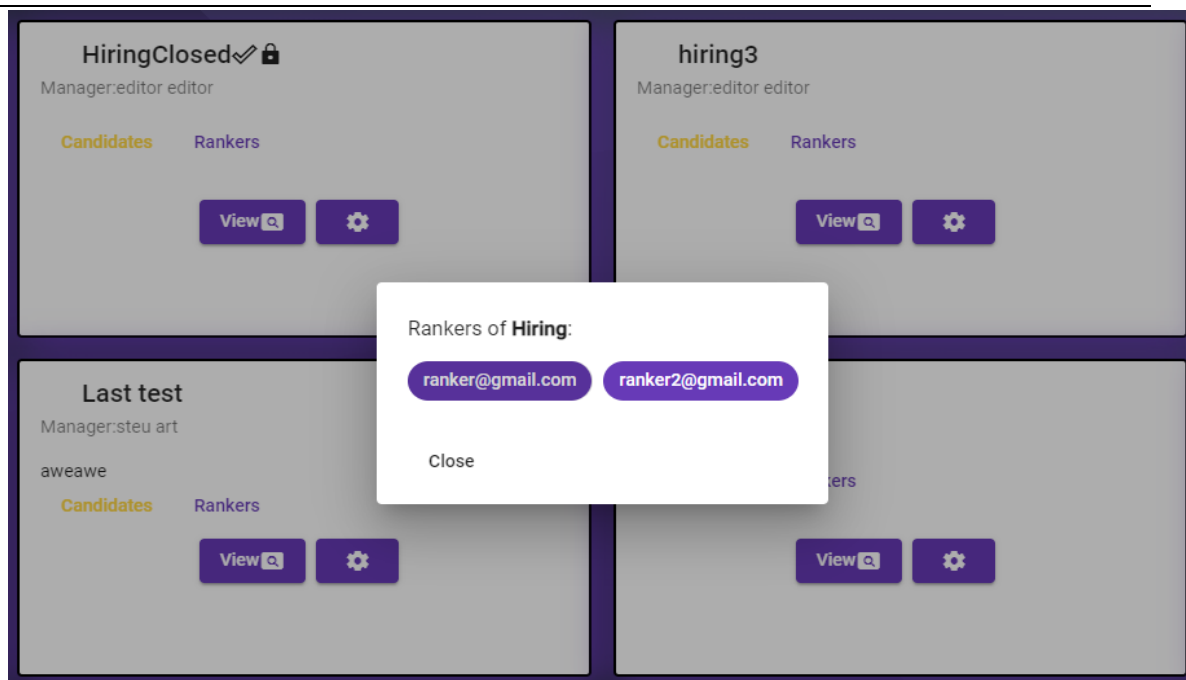 HiringClosed
Manager:editor editor
Candidates Rankers
View
hiring3
Manager:editor editor
Candidates Rankers
View
Rankers of Hiring:
ranker@gmail.com ranker2@gmail.com
Close
Last test
Manager:steu art
aweawe
Candidates Rankers
View
kers
View